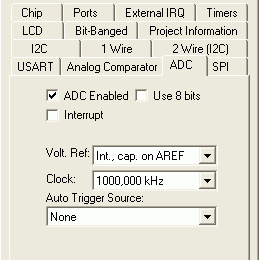 Chip Ports External IRQ Timers
LCD Bit-Banged Project Information
I2C 1 Wire 2 Wire (I2C)
USART Analog Comparator ADC SPI
ADC Enabled Use 8 bits
Interrupt
Volt. Ref: Int., cap. on AREF
Clock: 1000,000 kHz
Auto Trigger Source:
None